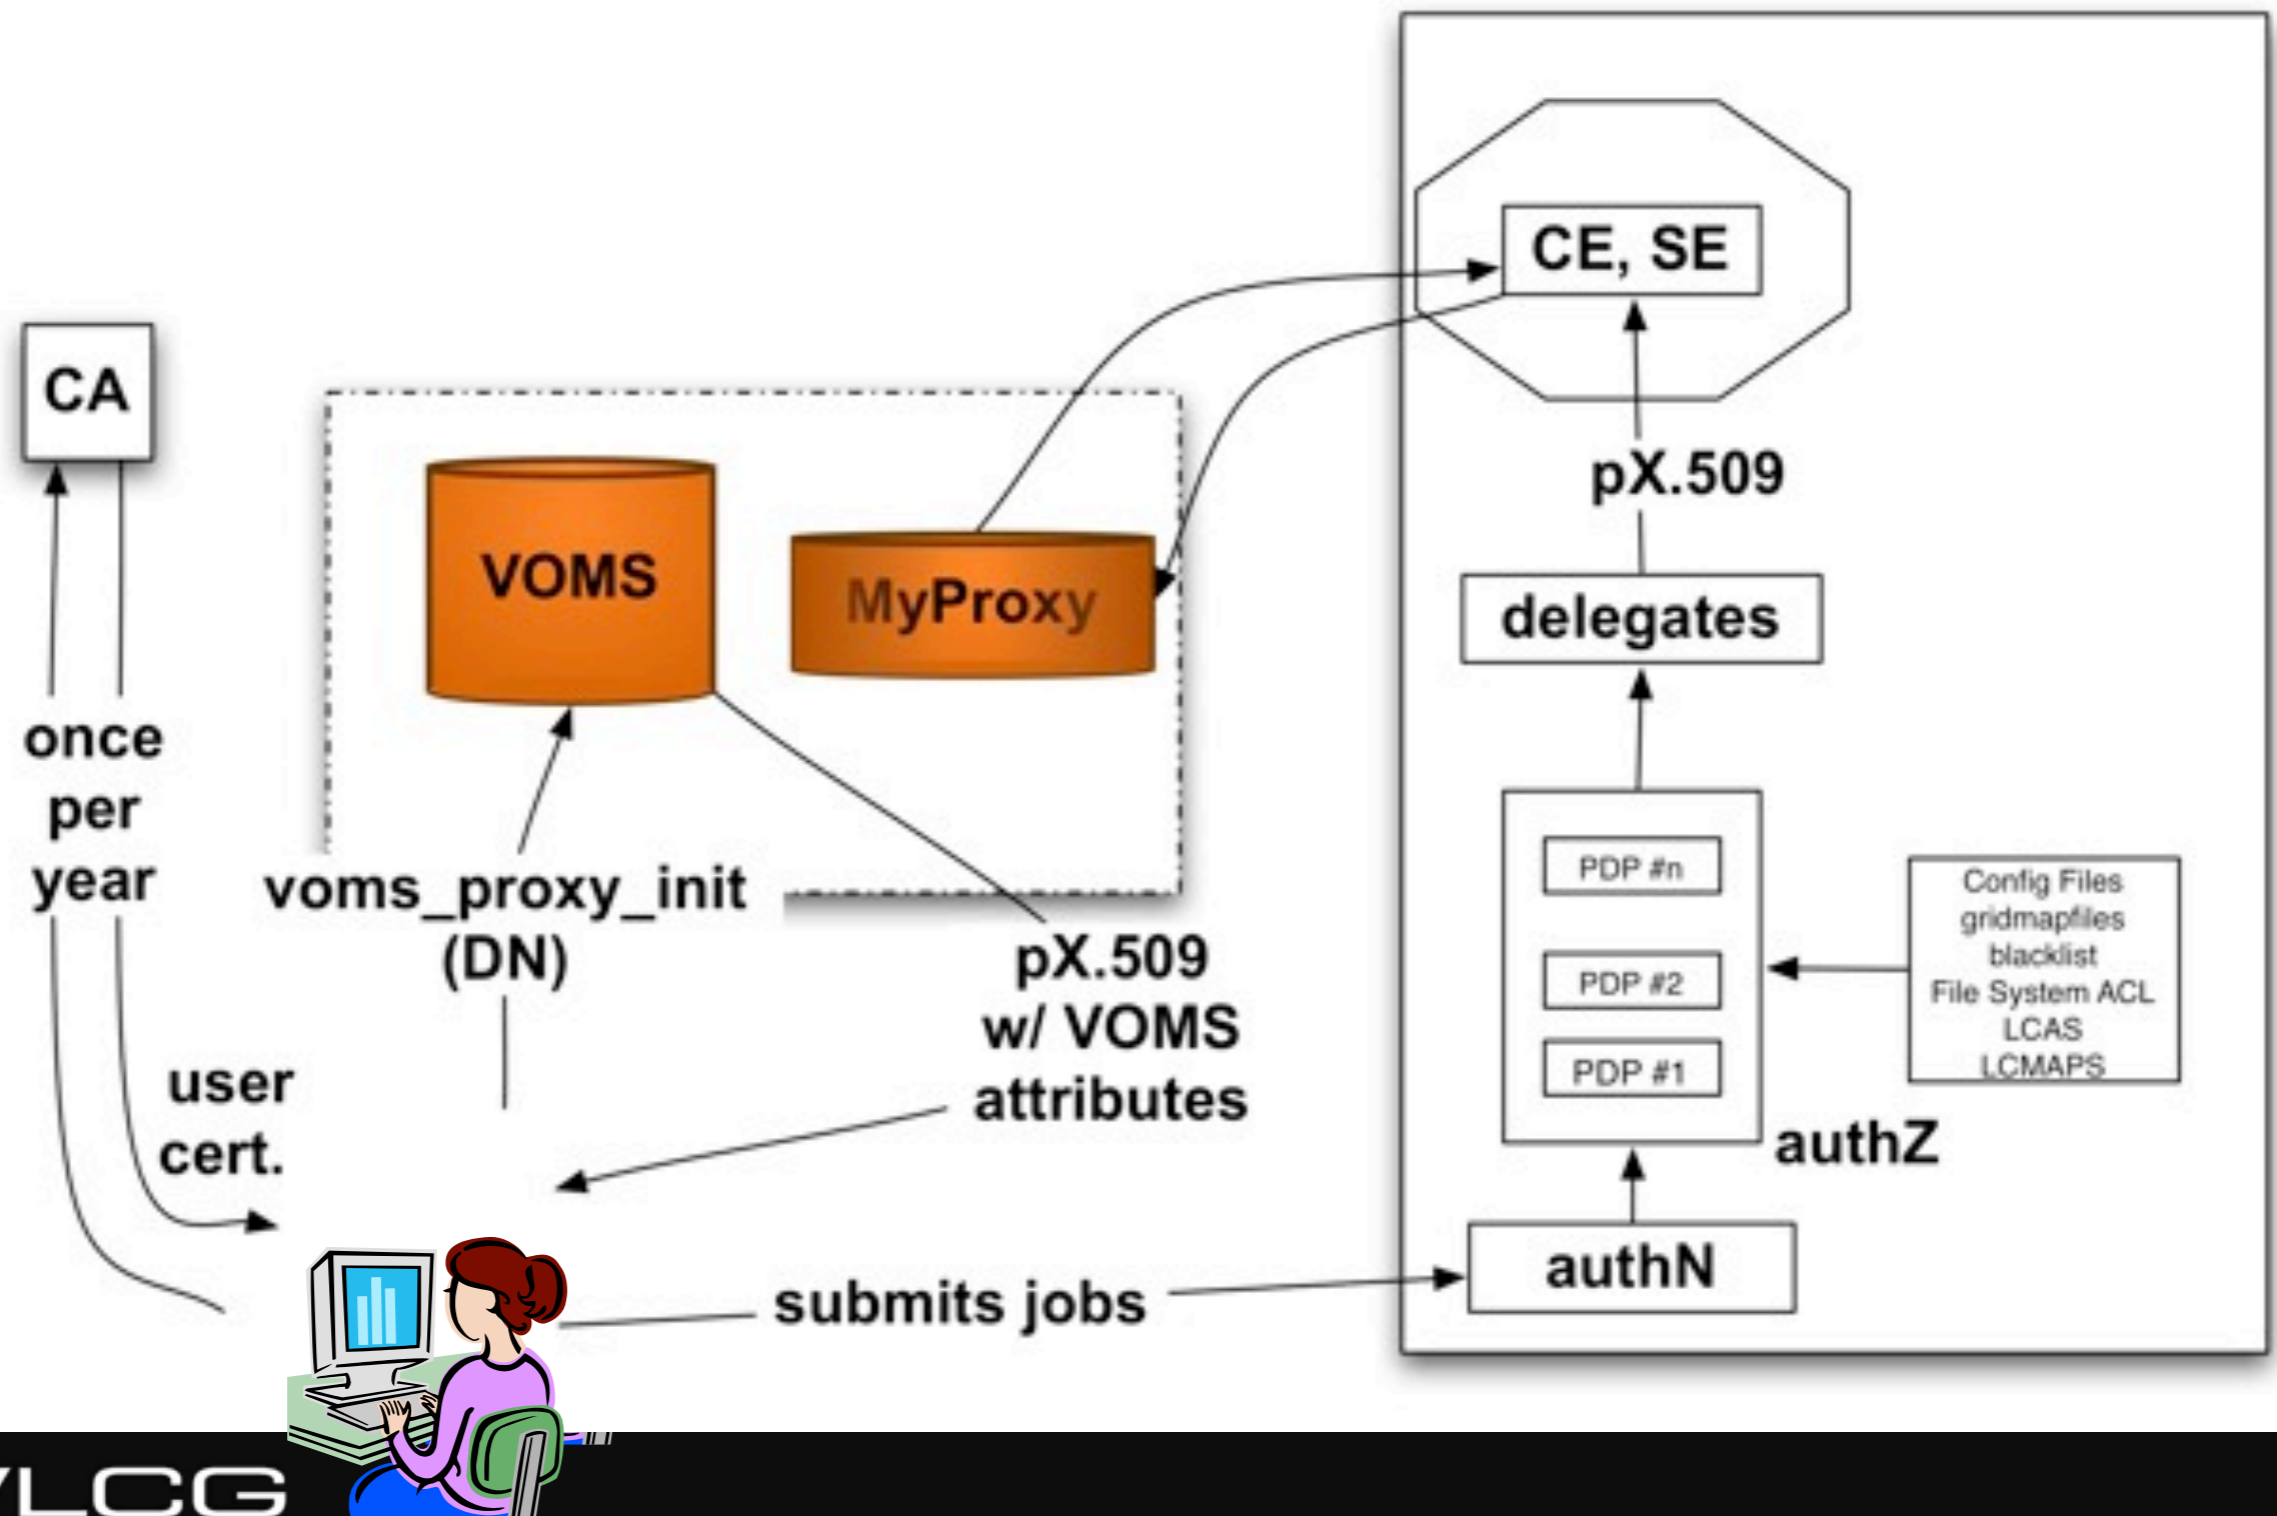 CA
once
per
year
user
cert.
VOMS
MyProxy
voms_proxy_init
(DN)
pX.509
w/ VOMS
attributes
submits jobs
CE, SE
pX.509
delegates
PDP #n
PDP #2
PDP #1
authZ
authN
Config Files
gridmapfiles
blacklist
File System ACL
LCAS
LCMAPS
LCG